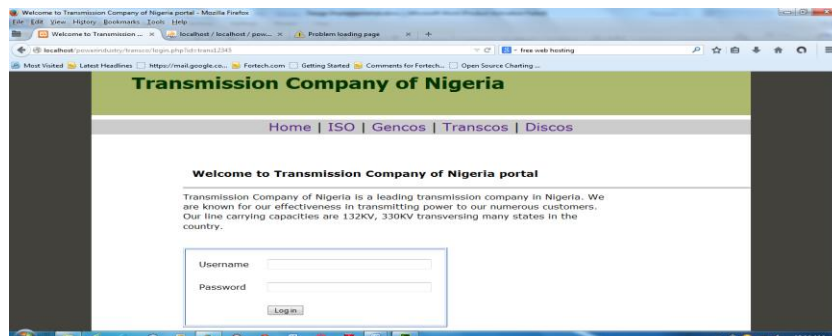 Welcome to Transmission Company of Nigeria portal - Mozilla Firefox
File Edit View History Bookmarks Tools Help
Welcome to Transmission ... × localhost / localhost / pow... × Problem loading page × +
localhost/powerindustry/transco/login.php?id=trans12343 free web hosting
Most Visited Latest Headlines https://mail.google.co... Fortech.com Getting Started Comments for Fortech... Open Source Charting ...
Transmission Company of Nigeria
Home | ISO | Gencos | Transcos | Discos
Welcome to Transmission Company of Nigeria portal
Transmission Company of Nigeria is a leading transmission company in Nigeria. We
are known for our effectiveness in transmitting power to our numerous customers.
Our line carrying capacities are 132KV, 330KV transversing many states in the
country.
Username
Password
Log in